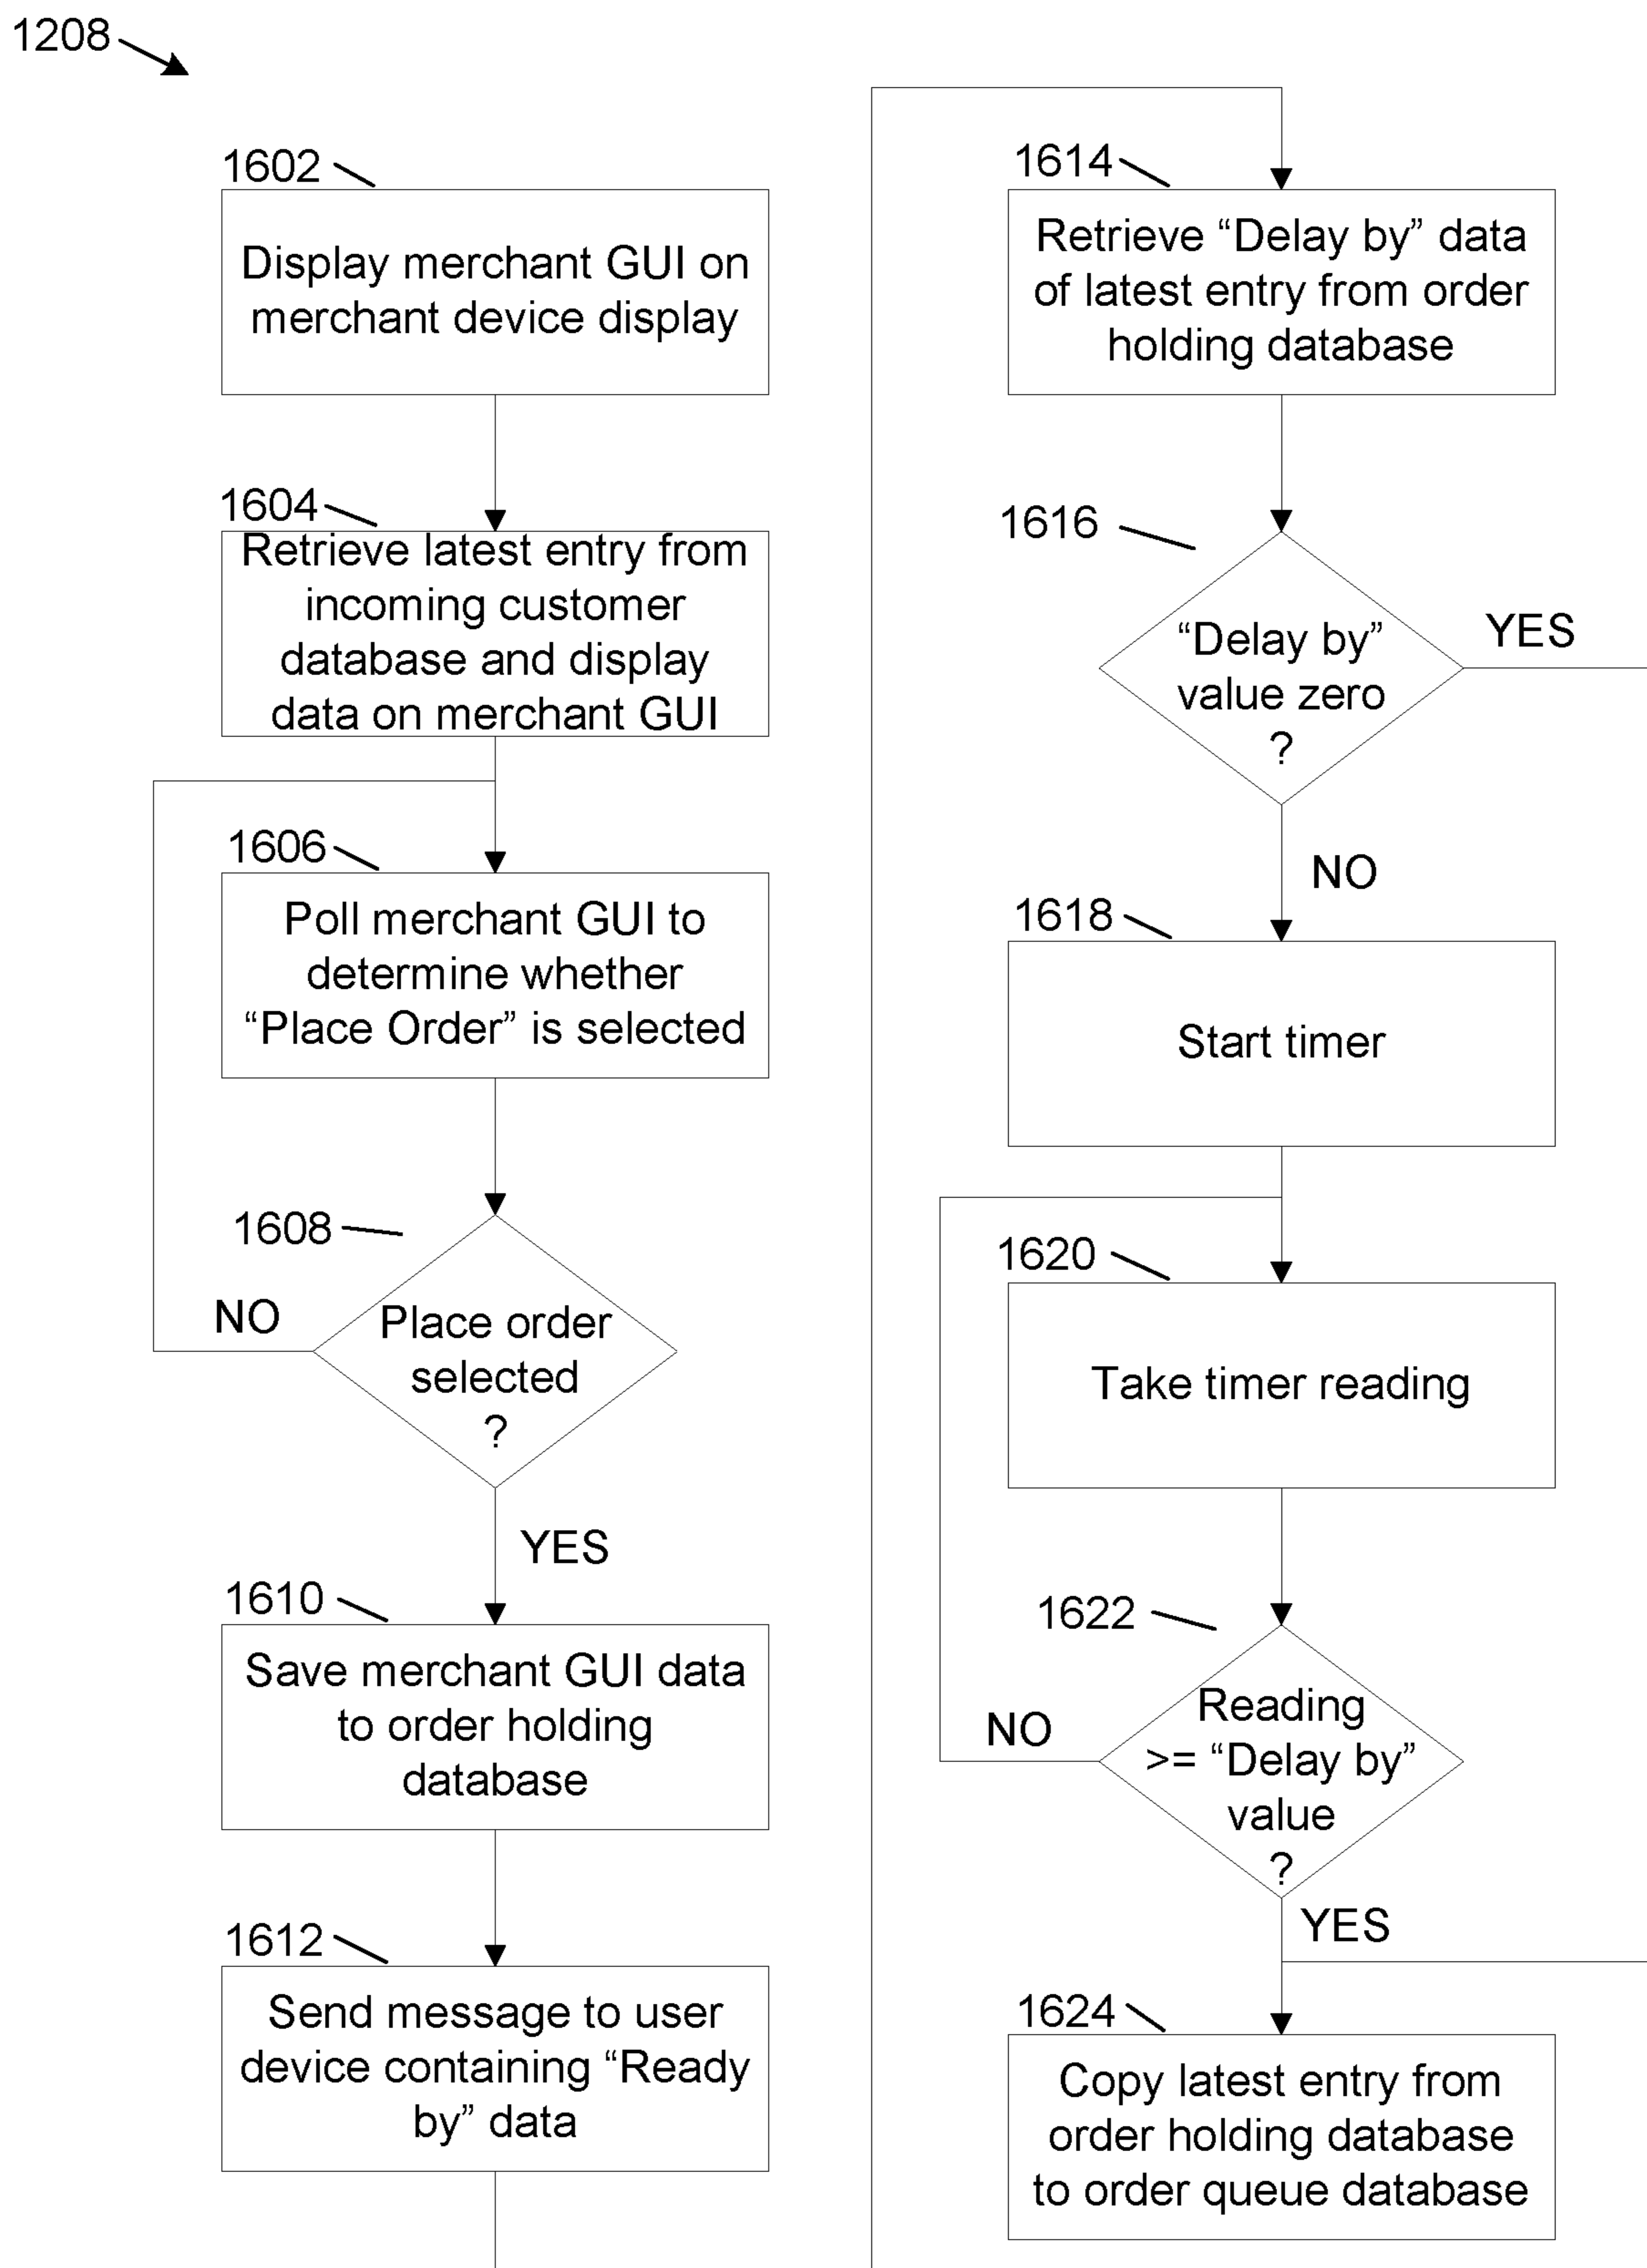 1208
1602
Display merchant GUI on
merchant device display
1604
Retrieve latest entry from
incoming customer
database and display
data on merchant GUI
1606
Poll merchant GUI to
determine whether
“Place Order” is selected
1608
NO
Place order
selected
?
YES
1610
Save merchant GUI data
to order holding
database
1612
Send message to user
device containing “Ready
by” data
1614
Retrieve “Delay by” data
of latest entry from order
holding database
1616
“Delay by”
value zero
?
YES
NO
1618
Start timer
1620
Take timer reading
1622
NO
Reading
>= “Delay by”
value
?
YES
1624
Copy latest entry from
order holding database
to order queue database